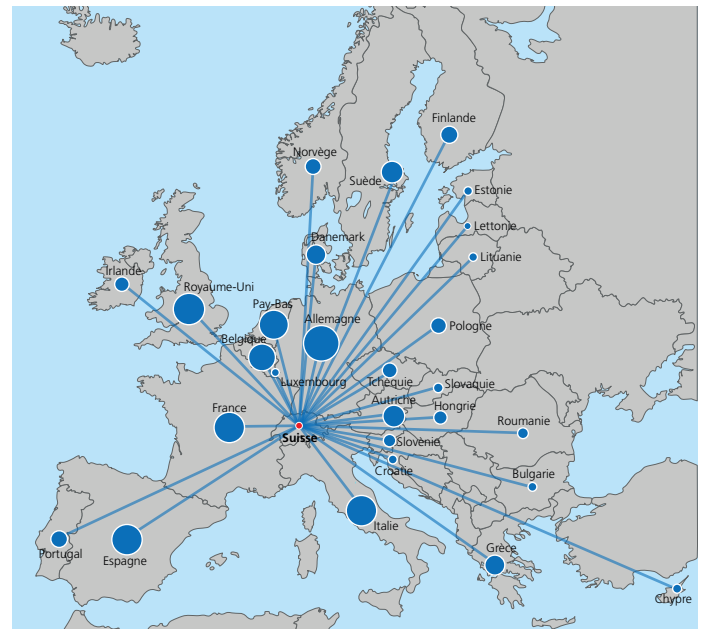 Finlande
Norvège
Suède
Estonie
Lettonie
Danemark
Lituanie
Irlande
Royaume-Uni
Pay-Bas
Allemagne
Pologne
Belgique
Luxembourg
Tchéquie
Slovaquie
Autriche
France
Hongrie
Roumanie
Suisse
Slovénie
Croatie
Bulgarie
Italie
Portugal
Espagne
Grèce
Chypre